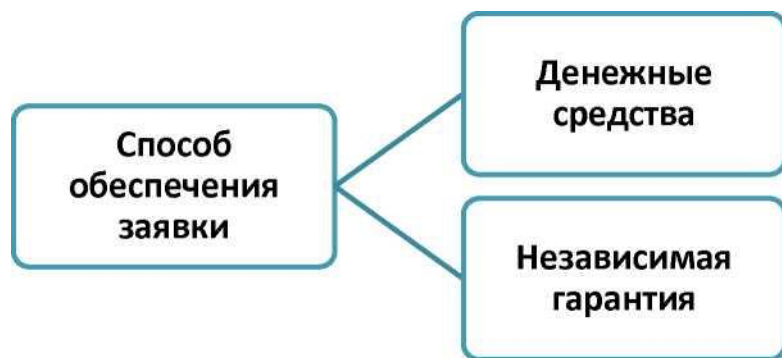 Способ
обеспечения
заявки
Денежные
средства
Независимая
гарантия